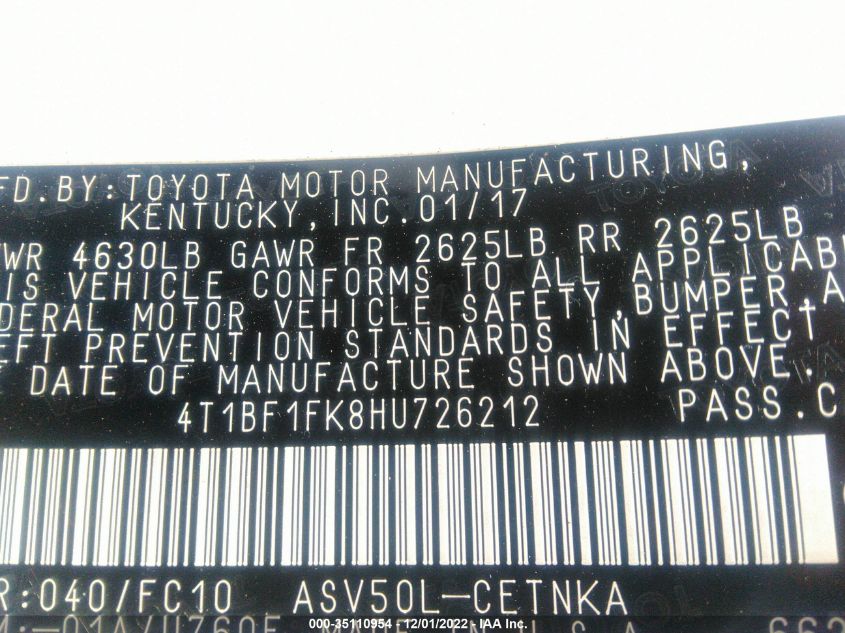 FD.BY:TOYOTA MOTOR MANUFACTURING,
KENTUCKY,INC.01/17
WR 4630LB GAWR FR 2625LB RR 2625LB
IS VEHICLE CONFORMS TO ALL APPLICABL
DERAL MOTOR VEHICLE SAFETY,BUMPER,A
EFT PREVENTION STANDARDS IN EFFECT
DATE OF MANUFACTURE SHOWN ABOVE.
4T1BF1FK8HU726212 PASS.C
R:040/FC10 ASV50L-CETNKA
000-35110954 - 12/01/2022 - IAA Inc.